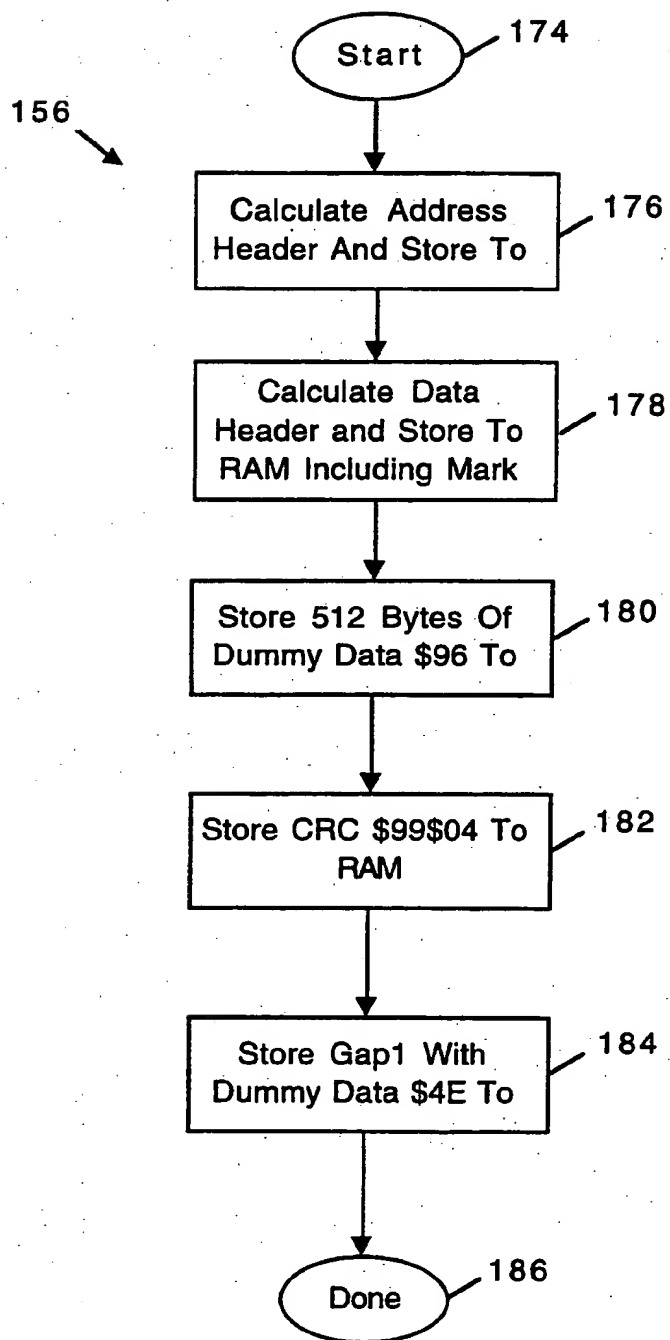 Start
174
156
Calculate Address
Header And Store To
176
Calculate Data
Header and Store To
RAM Including Mark
178
Store 512 Bytes Of
Dummy Data $96 To
180
Store CRC $99$04 To
RAM
182
Store Gap1 With
Dummy Data $4E To
184
Done
186